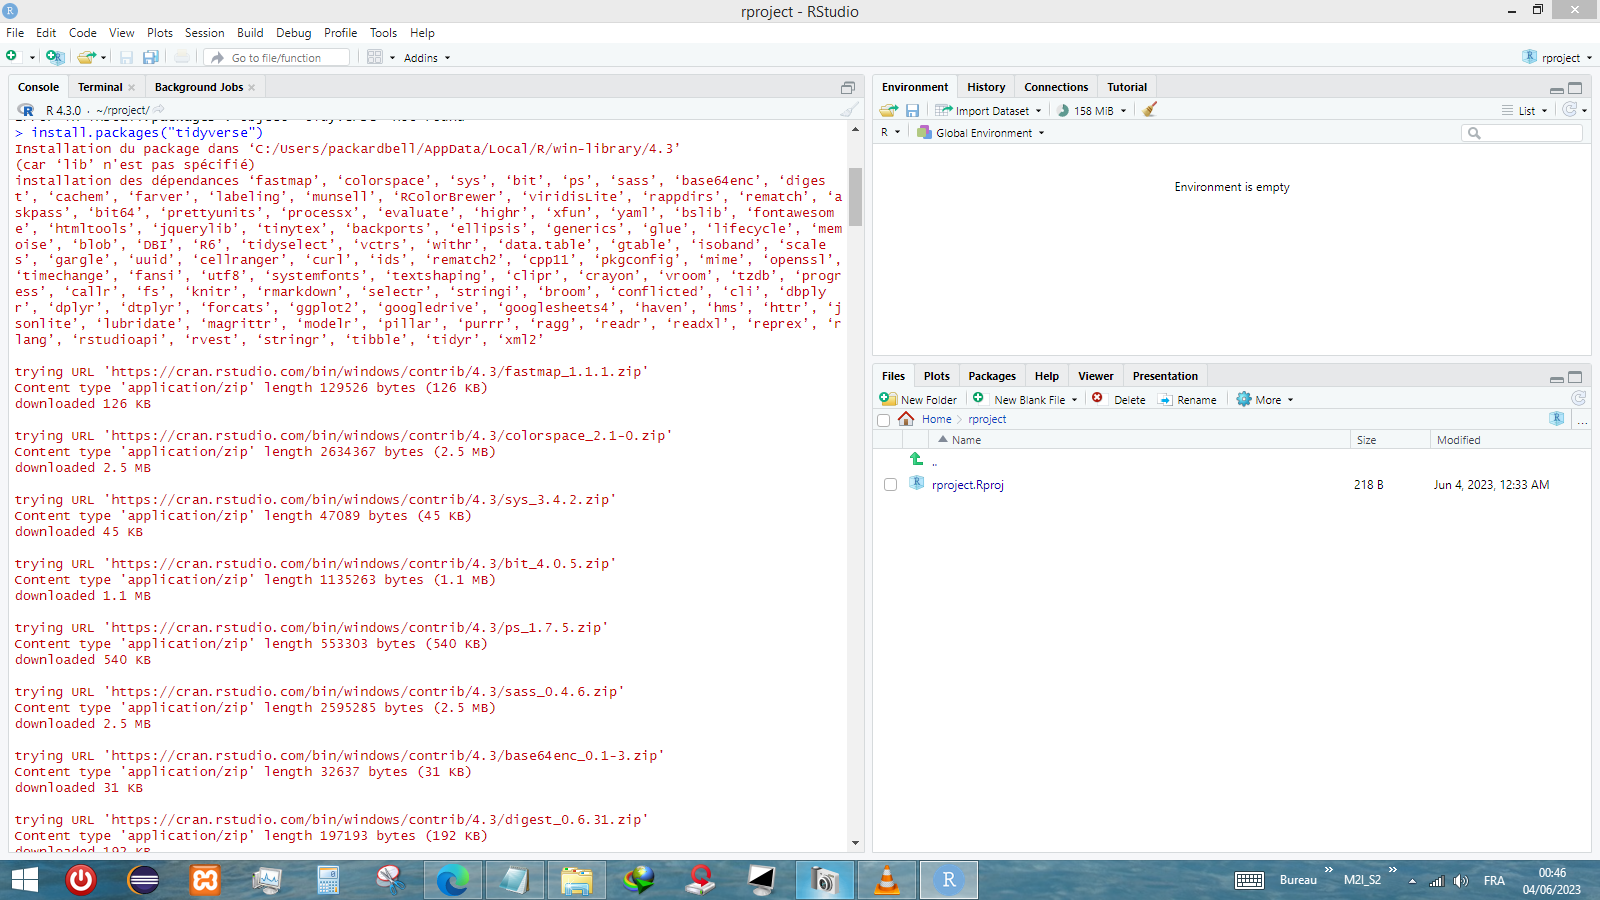 rproject - RStudio
File Edit Code View Plots Session Build Debug Profile Tools Help
Go to file/function Addins rproject
Console Terminal Background Jobs
R 4.3.0 · ~/rproject/
> install.packages("tidyverse")
Installation du package dans ‘C:/Users/packardbell/AppData/Local/R/win-library/4.3’
(car ‘lib’ n'est pas spécifié)
installation des dépendances ‘fastmap’, ‘colorspace’, ‘sys’, ‘bit’, ‘ps’, ‘sass’, ‘base64enc’, ‘diges
t’, ‘cachem’, ‘farver’, ‘labeling’, ‘munsell’, ‘RColorBrewer’, ‘viridisLite’, ‘rappdirs’, ‘rematch’, ‘a
skpass’, ‘bit64’, ‘prettyunits’, ‘processx’, ‘evaluate’, ‘highr’, ‘xfun’, ‘yaml’, ‘bslib’, ‘fontawesom
e’, ‘htmltools’, ‘jquerylib’, ‘tinytex’, ‘backports’, ‘ellipsis’, ‘generics’, ‘glue’, ‘lifecycle’, ‘mem
oise’, ‘blob’, ‘DBI’, ‘R6’, ‘tidyselect’, ‘vctrs’, ‘withr’, ‘data.table’, ‘gtable’, ‘isoband’, ‘scale
s’, ‘gargle’, ‘uuid’, ‘cellranger’, ‘curl’, ‘ids’, ‘rematch2’, ‘cpp11’, ‘pkgconfig’, ‘mime’, ‘openssl’,
‘timechange’, ‘fansi’, ‘utf8’, ‘systemfonts’, ‘textshaping’, ‘clipr’, ‘crayon’, ‘vroom’, ‘tzdb’, ‘progr
ess’, ‘callr’, ‘fs’, ‘knitr’, ‘rmarkdown’, ‘selectr’, ‘stringi’, ‘broom’, ‘conflicted’, ‘cli’, ‘dbply
r’, ‘dplyr’, ‘dtplyr’, ‘forcats’, ‘ggplot2’, ‘googledrive’, ‘googlesheets4’, ‘haven’, ‘hms’, ‘httr’, ‘j
sonlite’, ‘lubridate’, ‘magrittr’, ‘modelr’, ‘pillar’, ‘purrr’, ‘ragg’, ‘readr’, ‘readxl’, ‘reprex’, ‘r
lang’, ‘rstudioapi’, ‘rvest’, ‘stringr’, ‘tibble’, ‘tidyr’, ‘xml2’
trying URL 'https://cran.rstudio.com/bin/windows/contrib/4.3/fastmap_1.1.1.zip'
Content type 'application/zip' length 129526 bytes (126 KB)
downloaded 126 KB
trying URL 'https://cran.rstudio.com/bin/windows/contrib/4.3/colorspace_2.1-0.zip'
Content type 'application/zip' length 2634367 bytes (2.5 MB)
downloaded 2.5 MB
trying URL 'https://cran.rstudio.com/bin/windows/contrib/4.3/sys_3.4.2.zip'
Content type 'application/zip' length 47089 bytes (45 KB)
downloaded 45 KB
trying URL 'https://cran.rstudio.com/bin/windows/contrib/4.3/bit_4.0.5.zip'
Content type 'application/zip' length 1135263 bytes (1.1 MB)
downloaded 1.1 MB
trying URL 'https://cran.rstudio.com/bin/windows/contrib/4.3/ps_1.7.5.zip'
Content type 'application/zip' length 553303 bytes (540 KB)
downloaded 540 KB
trying URL 'https://cran.rstudio.com/bin/windows/contrib/4.3/sass_0.4.6.zip'
Content type 'application/zip' length 2595285 bytes (2.5 MB)
downloaded 2.5 MB
trying URL 'https://cran.rstudio.com/bin/windows/contrib/4.3/base64enc_0.1-3.zip'
Content type 'application/zip' length 32637 bytes (31 KB)
downloaded 31 KB
trying URL 'https://cran.rstudio.com/bin/windows/contrib/4.3/digest_0.6.31.zip'
Content type 'application/zip' length 197193 bytes (192 KB)
downloaded 192 KB
Environment History Connections Tutorial
Import Dataset 158 MiB List
R Global Environment
Environment is empty
Files Plots Packages Help Viewer Presentation
New Folder New Blank File Delete Rename More
Home rproject ...
Name Size Modified
..
rproject.Rproj 218 B Jun 4, 2023, 12:33 AM
Bureau M2I_S2 FRA 00:46
04/06/2023